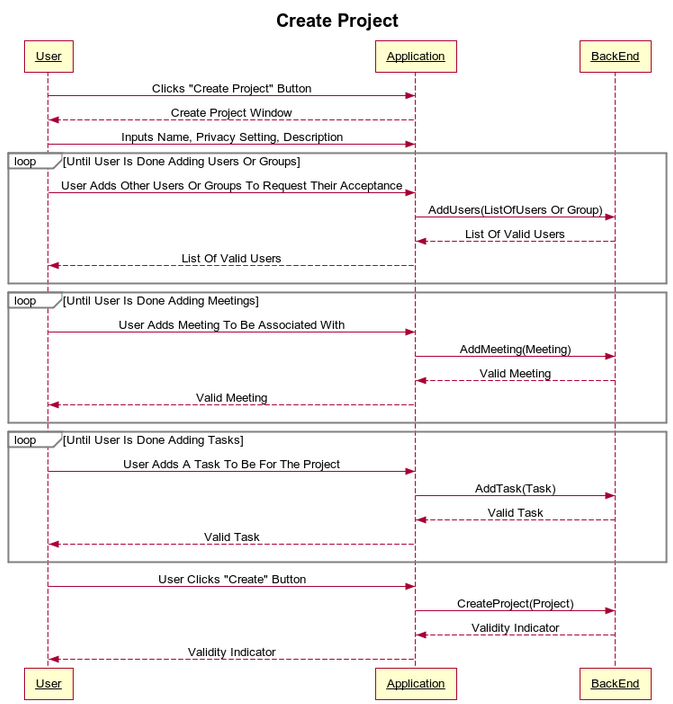 Create Project
User Application BackEnd
Clicks "Create Project" Button
Create Project Window
Inputs Name, Privacy Setting, Description
loop [Until User Is Done Adding Users Or Groups]
User Adds Other Users Or Groups To Request Their Acceptance
AddUsers(ListOfUsers Or Group)
List Of Valid Users
List Of Valid Users
loop [Until User Is Done Adding Meetings]
User Adds Meeting To Be Associated With
AddMeeting(Meeting)
Valid Meeting
Valid Meeting
loop [Until User Is Done Adding Tasks]
User Adds A Task To Be For The Project
AddTask(Task)
Valid Task
Valid Task
User Clicks "Create" Button
CreateProject(Project)
Validity Indicator
Validity Indicator
User Application BackEnd